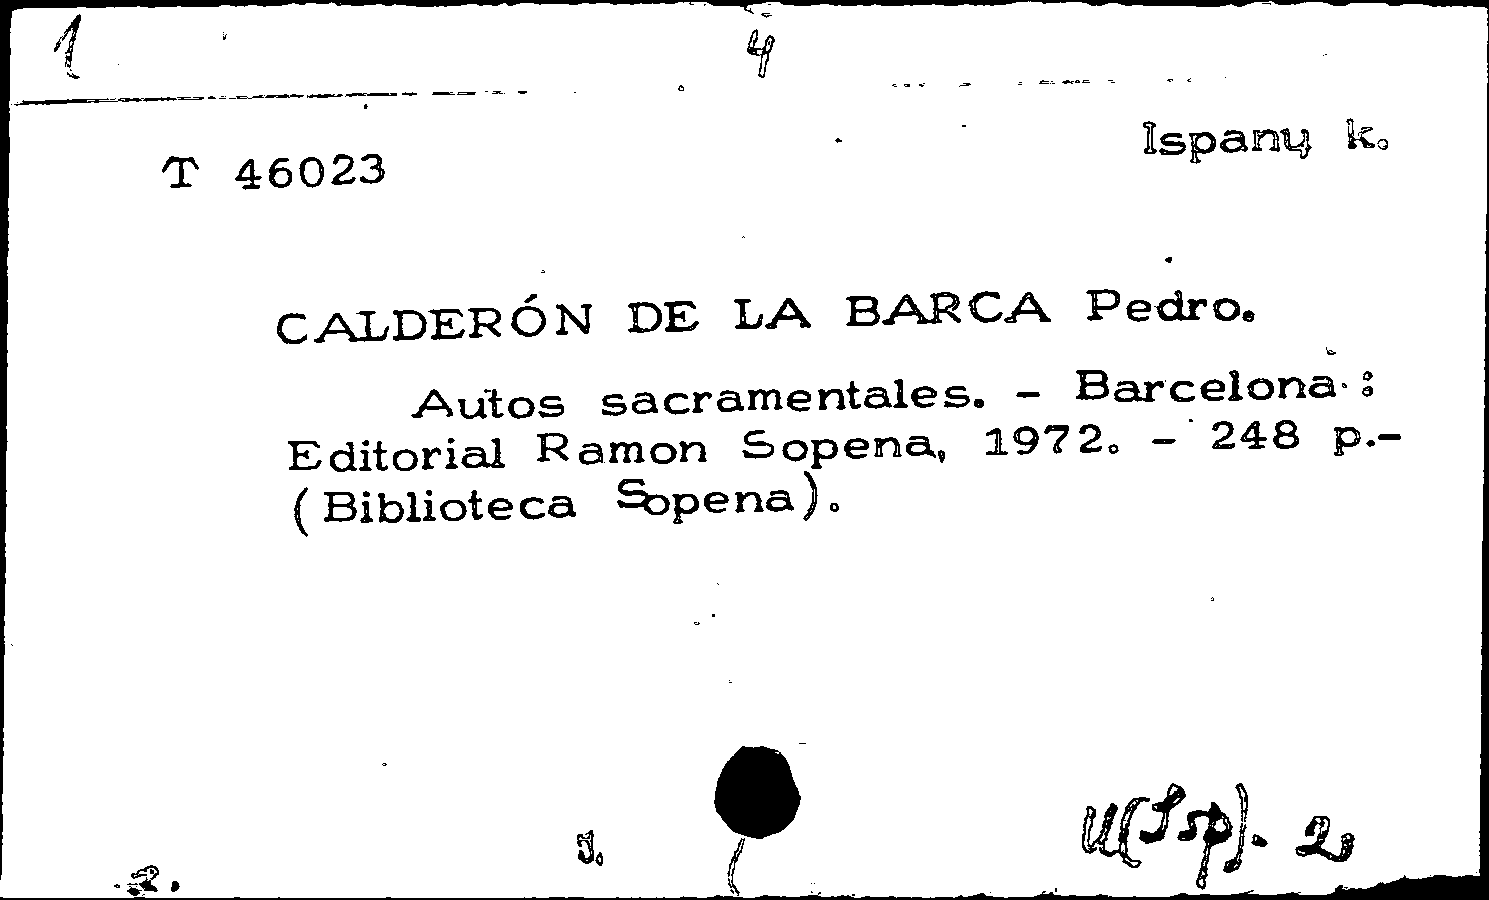 1
4
Ispanų k.
T 46023
CALDERÓN DE LA BARCA Pedro.
Autos sacramentales. - Barcelona :
Editorial Ramon Sopena, 1972. - 248 p.-
(Biblioteca Sopena).
2.